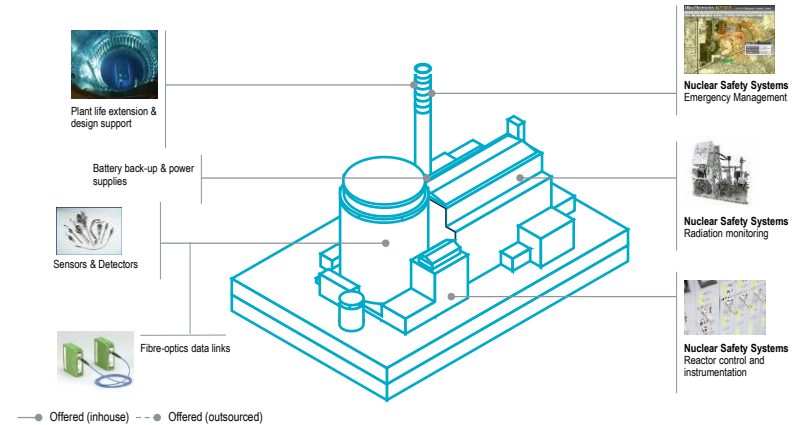 Plant life extension &
design support
Battery back-up & power
supplies
Sensors & Detectors
Fibre-optics data links
Nuclear Safety Systems
Emergency Management
Nuclear Safety Systems
Radiation monitoring
Nuclear Safety Systems
Reactor control and
instrumentation
Offered (inhouse)
Offered (outsourced)